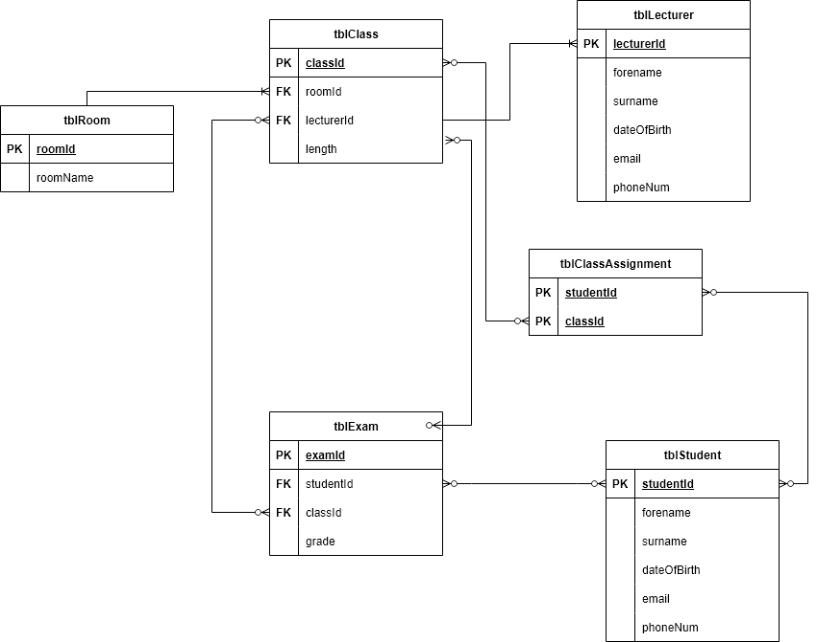 tblClass
PK classId
FK roomId
FK lecturerId
length
tblLecturer
PK lecturerId
forename
surname
dateOfBirth
email
phoneNum
tblRoom
PK roomId
roomName
tblClassAssignment
PK studentId
PK classId
tblExam
PK examId
FK studentId
FK classId
grade
tblStudent
PK studentId
forename
surname
dateOfBirth
email
phoneNum